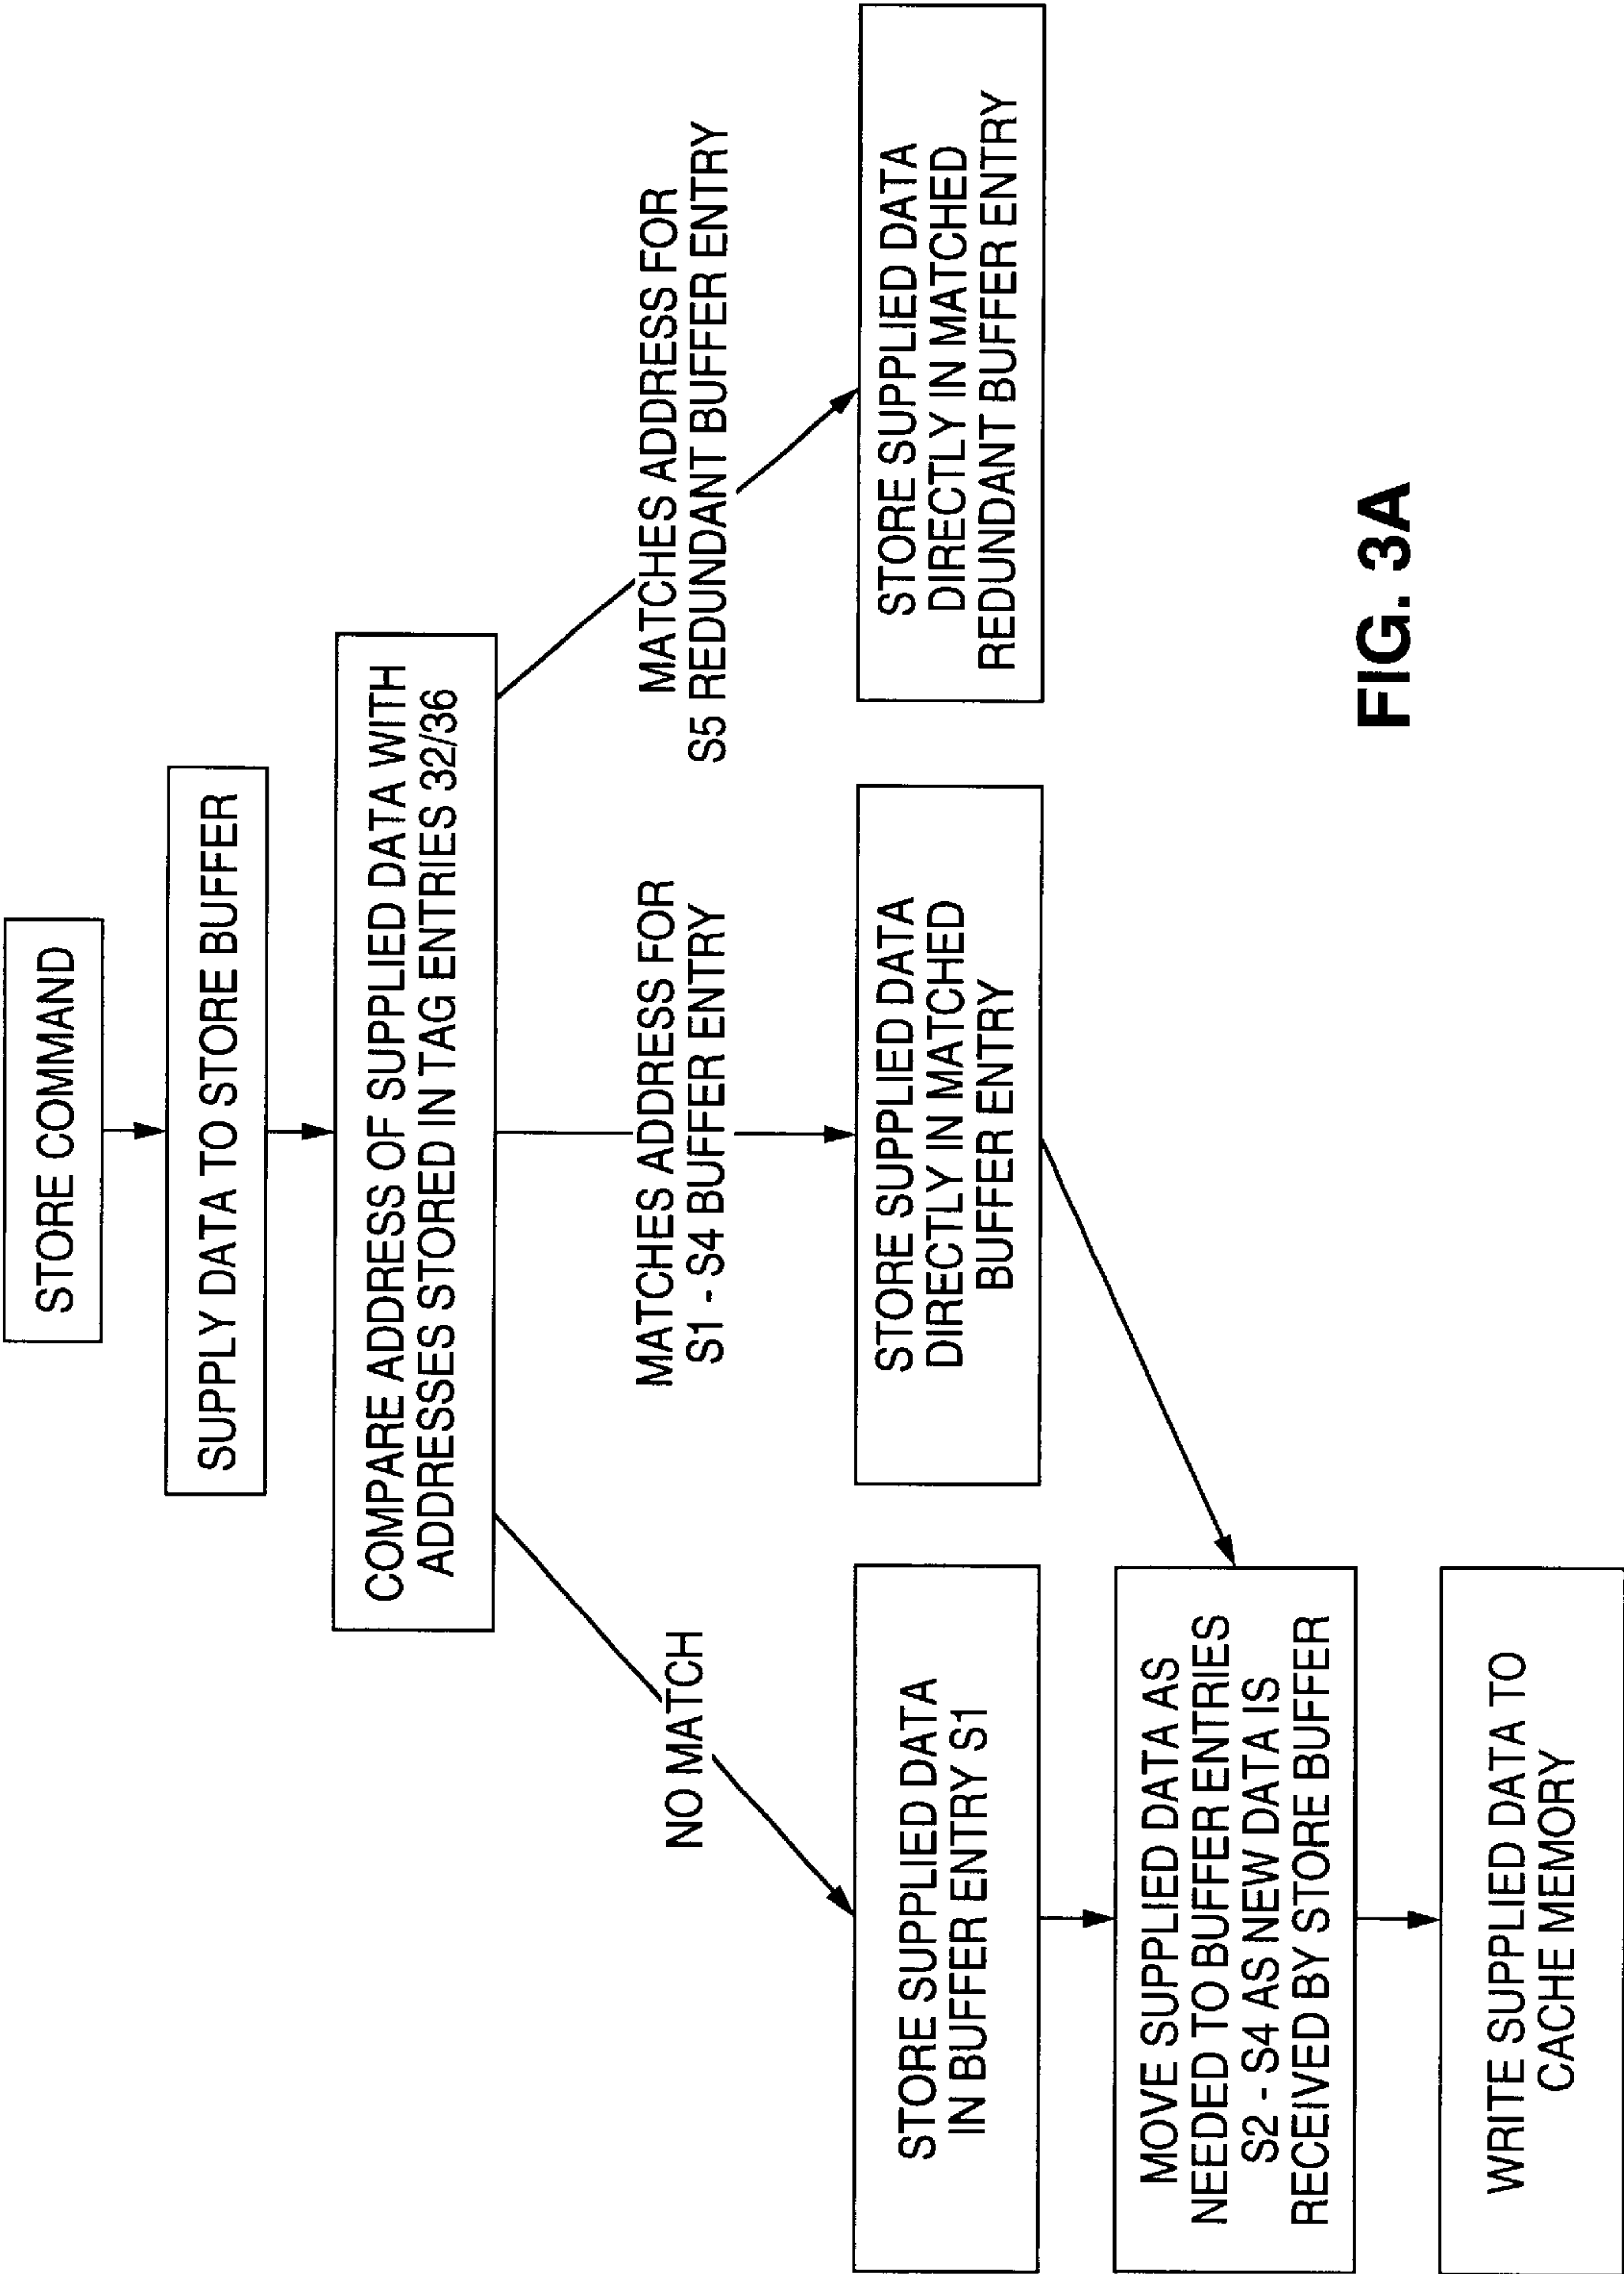 STORE COMMAND
SUPPLY DATA TO STORE BUFFER
COMPARE ADDRESS OF SUPPLIED DATA WITH
ADDRESSES STORED IN TAG ENTRIES 32/36
NO MATCH
MATCHES ADDRESS FOR
S1 - S4 BUFFER ENTRY
MATCHES ADDRESS FOR
S5 REDUNDANT BUFFER ENTRY
STORE SUPPLIED DATA
IN BUFFER ENTRY S1
STORE SUPPLIED DATA
DIRECTLY IN MATCHED
BUFFER ENTRY
STORE SUPPLIED DATA
DIRECTLY IN MATCHED
REDUNDANT BUFFER ENTRY
MOVE SUPPLIED DATA AS
NEEDED TO BUFFER ENTRIES
S2 - S4 AS NEW DATA IS
RECEIVED BY STORE BUFFER
WRITE SUPPLIED DATA TO
CACHE MEMORY
FIG. 3A